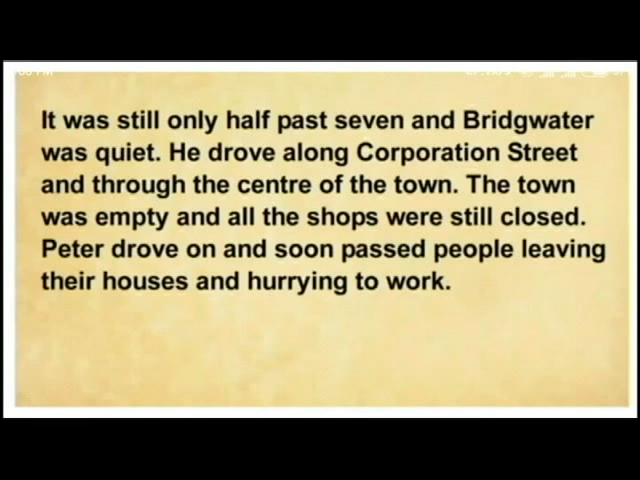 It was still only half past seven and Bridgwater
was quiet. He drove along Corporation Street
and through the centre of the town. The town
was empty and all the shops were still closed.
Peter drove on and soon passed people leaving
their houses and hurrying to work.